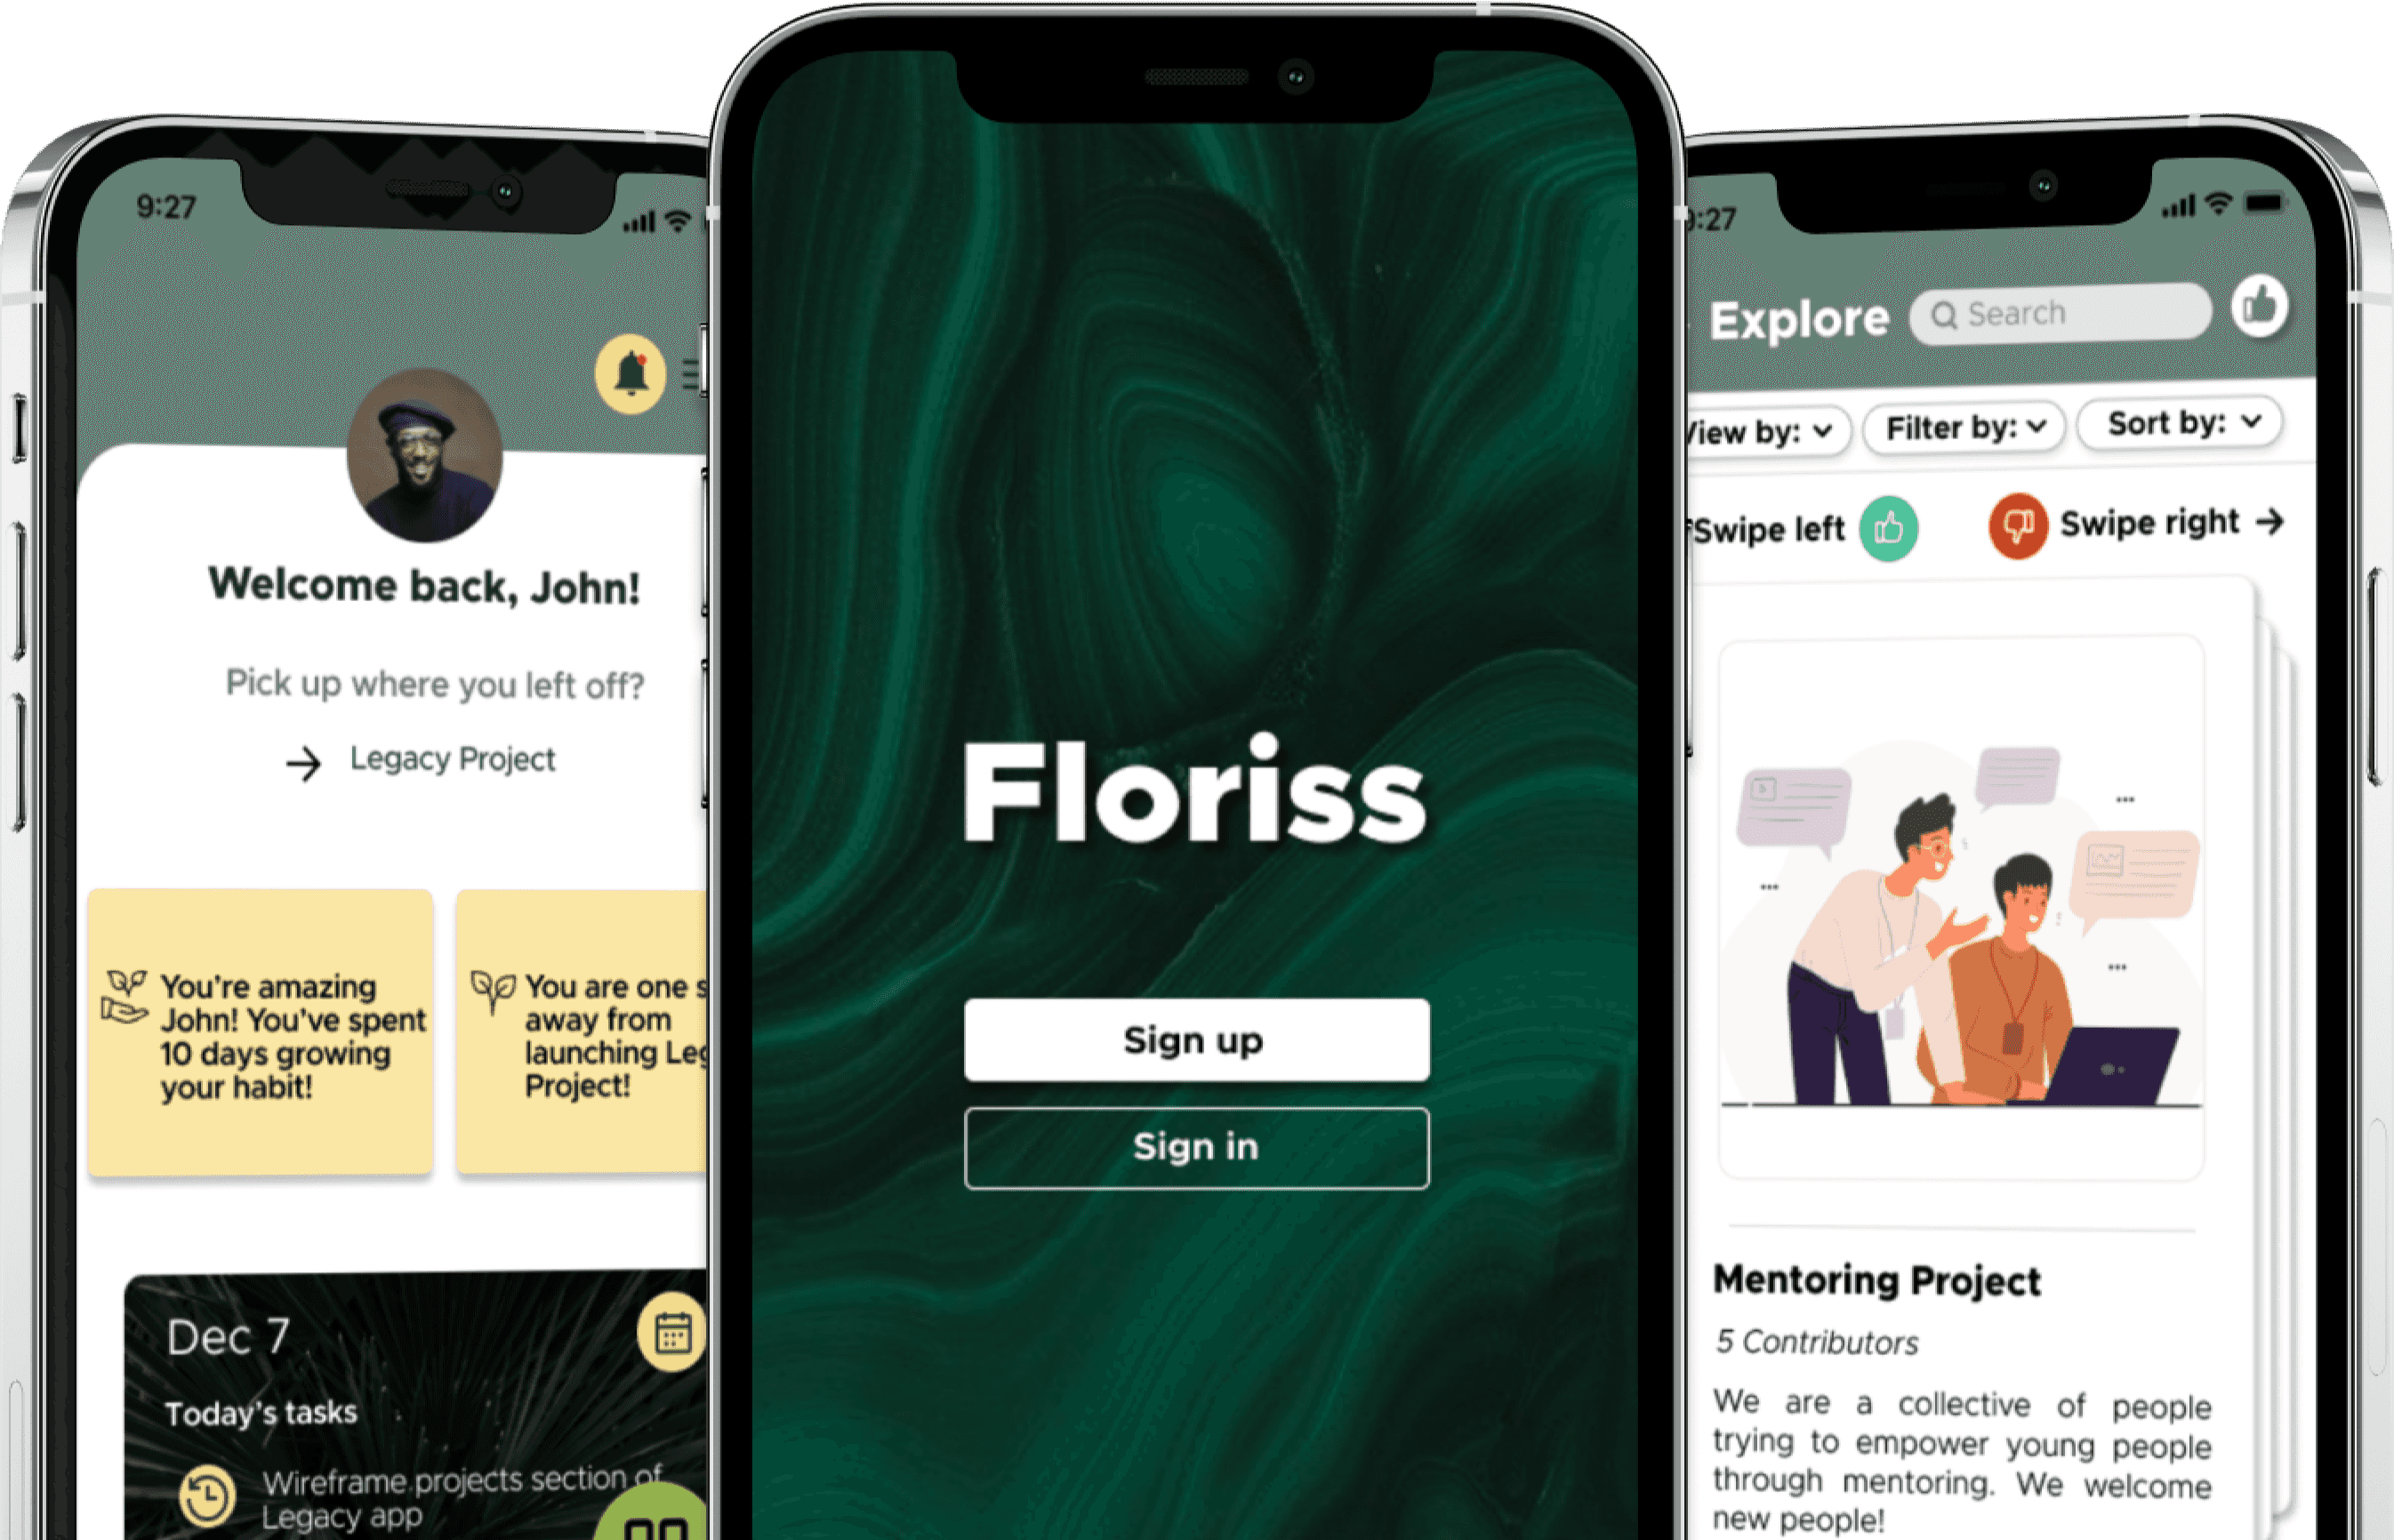 9:27
Welcome back, John!
Pick up where you left off?
→ Legacy Project
You're amazing
John! You've spent
10 days growing
your habit!
You are one
away from
launching
Project!
Dec 7
Today's tasks
Wireframe projects section of
Legacy app
Floriss
Sign up
Sign in
:27
Explore
Search
View by:
Filter by:
Sort by:
Swipe left
Swipe right →
Mentoring Project
5 Contributors
We are a collective of people
trying to empower young people
through mentoring. We welcome
new people!